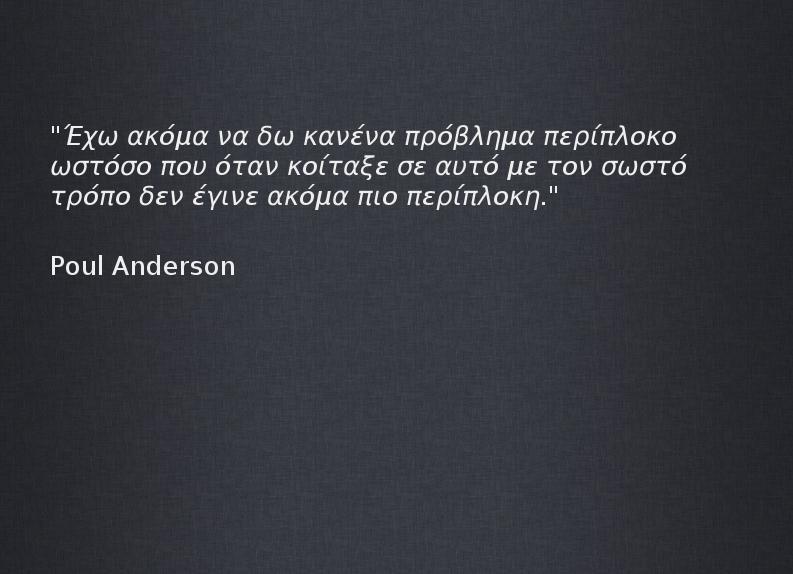 "Έχω ακόμα να δω κανένα πρόβλημα περίπλοκο
ωστόσο που όταν κοίταξε σε αυτό με τον σωστό
τρόπο δεν έγινε ακόμα πιο περίπλοκη."
Poul Anderson